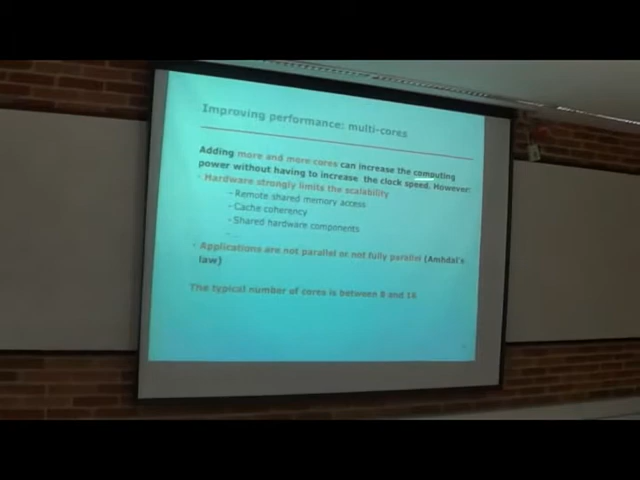 Improving performance: multi-cores
Adding more and more cores can increase the computing
power without having to increase the clock speed. However:
- Hardware strongly limits the scalability
- Remote shared memory access
- Cache coherency
- Shared hardware components
- ...
- Applications are not parallel or not fully parallel (Amhdal's
law)
The typical number of cores is between 8 and 16